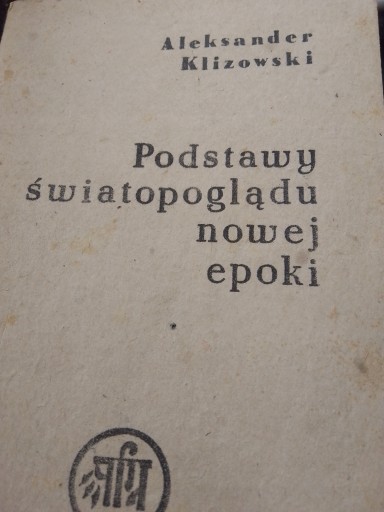 Aleksander
Klizowski
Podstawy
światopoglądu
nowej
epoki